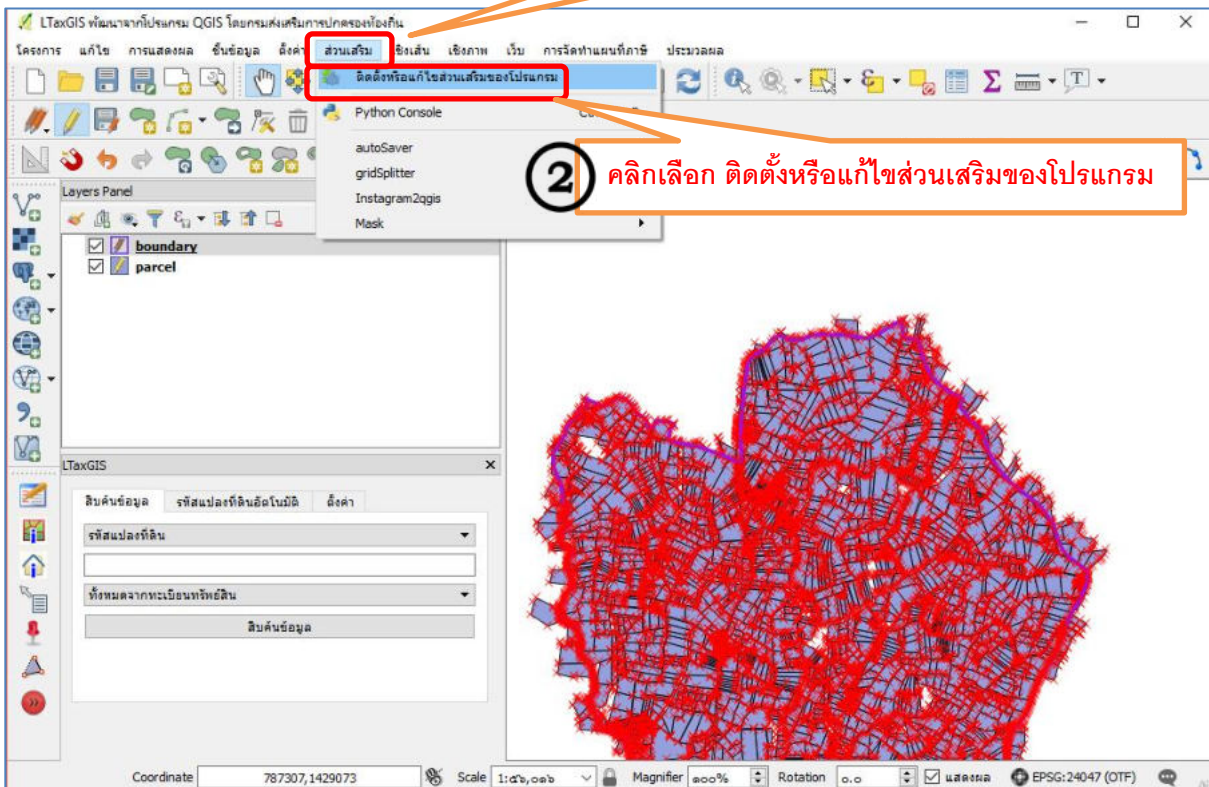 LTaxGIS พัฒนาจากโปรแกรม QGIS โดยกรมส่งเสริมการปกครองท้องถิ่น
โครงการ แก้ไข การแสดงผล ชั้นข้อมูล ตั้งค่า ส่วนเสริม เชิงเส้น เชิงภาพ เว็บ การจัดทำแผนที่ภาษี ประมวลผล
ติดตั้งหรือแก้ไขส่วนเสริมของโปรแกรม
Python Console
autoSaver
gridSplitter
Instagram2qgis
Mask
2 คลิกเลือก ติดตั้งหรือแก้ไขส่วนเสริมของโปรแกรม
Layers Panel
boundary
parcel
LTaxGIS
สืบค้นข้อมูล รหัสแปลงที่ดินอัตโนมัติ ตั้งค่า
รหัสแปลงที่ดิน
ทั้งหมดจากทะเบียนทรัพย์สิน
สืบค้นข้อมูล
Coordinate 787307,1429073 Scale Magnifier ๑๐๐% Rotation ๐.๐ แสดงผล EPSG:24047 (OTF)